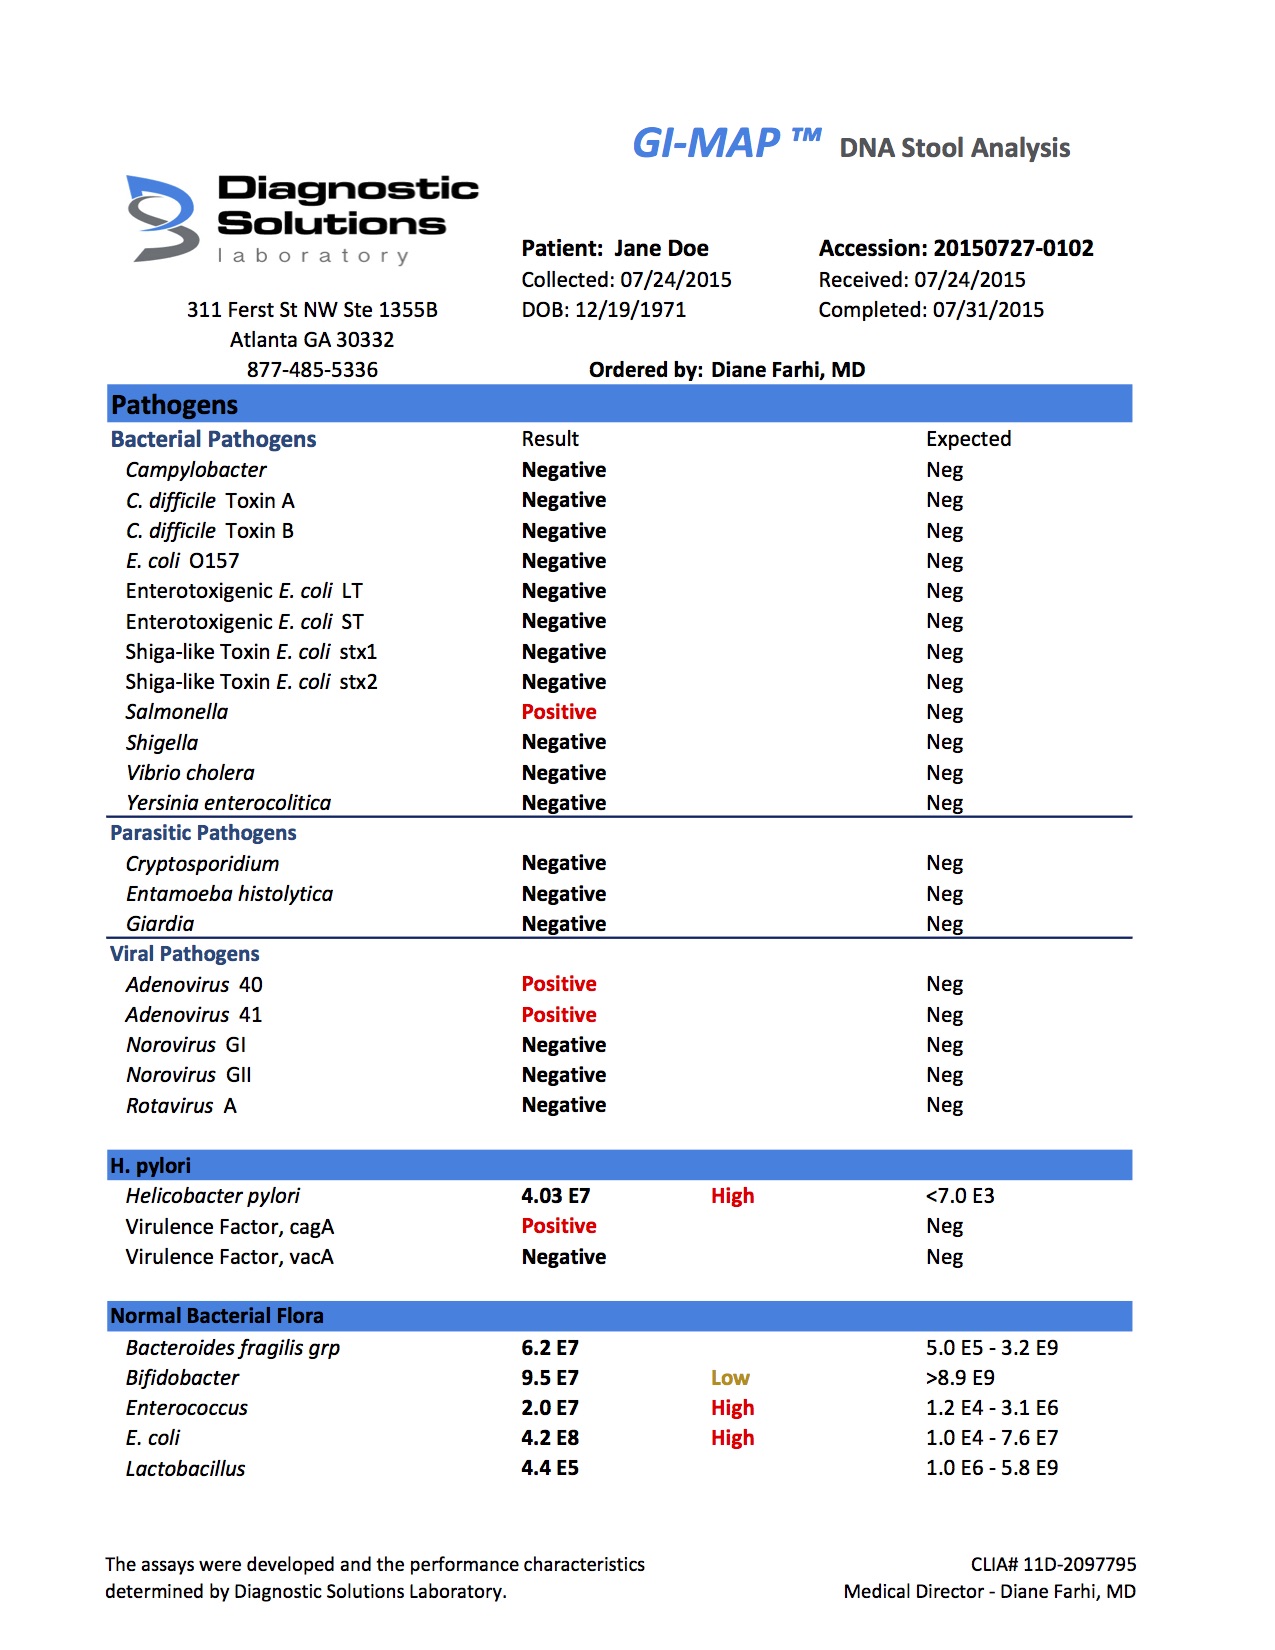 GI-MAP ™ DNA Stool Analysis
Diagnostic
Solutions
laboratory
Patient: Jane Doe Accession: 20150727-0102
Collected: 07/24/2015 Received: 07/24/2015
311 Ferst St NW Ste 1355B DOB: 12/19/1971 Completed: 07/31/2015
Atlanta GA 30332
877-485-5336 Ordered by: Diane Farhi, MD
Pathogens
Bacterial Pathogens Result Expected
Campylobacter Negative Neg
C. difficile Toxin A Negative Neg
C. difficile Toxin B Negative Neg
E. coli O157 Negative Neg
Enterotoxigenic E. coli LT Negative Neg
Enterotoxigenic E. coli ST Negative Neg
Shiga-like Toxin E. coli stx1 Negative Neg
Shiga-like Toxin E. coli stx2 Negative Neg
Salmonella Positive Neg
Shigella Negative Neg
Vibrio cholera Negative Neg
Yersinia enterocolitica Negative Neg
Parasitic Pathogens
Cryptosporidium Negative Neg
Entamoeba histolytica Negative Neg
Giardia Negative Neg
Viral Pathogens
Adenovirus 40 Positive Neg
Adenovirus 41 Positive Neg
Norovirus GI Negative Neg
Norovirus GII Negative Neg
Rotavirus A Negative Neg
H. pylori
Helicobacter pylori 4.03 E7 High <7.0 E3
Virulence Factor, cagA Positive Neg
Virulence Factor, vacA Negative Neg
Normal Bacterial Flora
Bacteroides fragilis grp 6.2 E7 5.0 E5 - 3.2 E9
Bifidobacter 9.5 E7 Low >8.9 E9
Enterococcus 2.0 E7 High 1.2 E4 - 3.1 E6
E. coli 4.2 E8 High 1.0 E4 - 7.6 E7
Lactobacillus 4.4 E5 1.0 E6 - 5.8 E9
The assays were developed and the performance characteristics CLIA# 11D-2097795
determined by Diagnostic Solutions Laboratory. Medical Director - Diane Farhi, MD